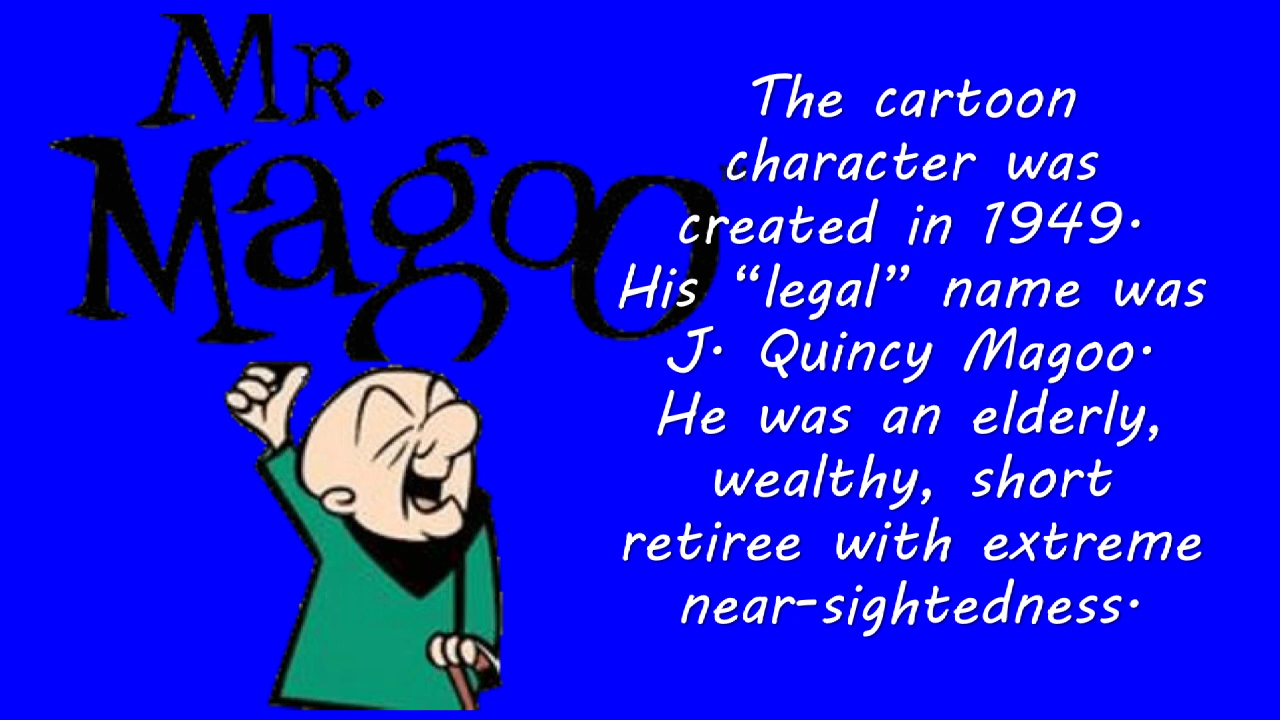 Mr.
Magoo
The cartoon
character was
created in 1949.
His “legal” name was
J. Quincy Magoo.
He was an elderly,
wealthy, short
retiree with extreme
near-sightedness.